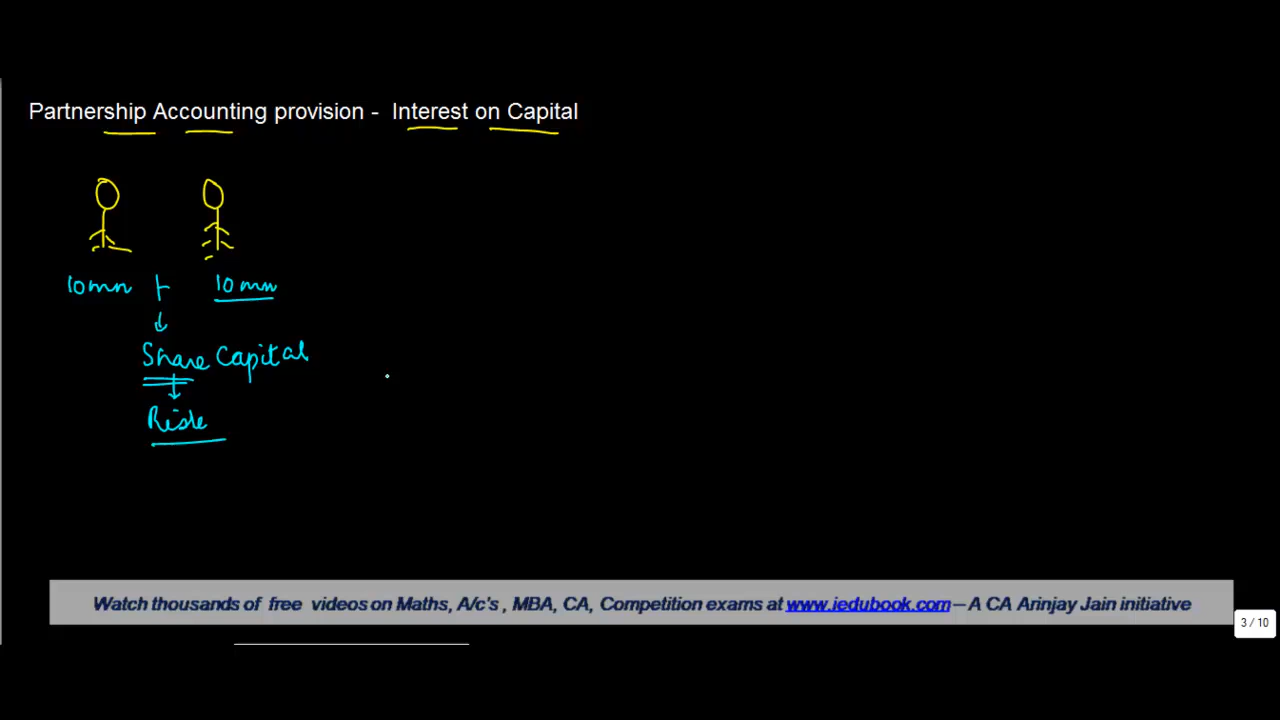 Partnership Accounting provision - Interest on Capital
10mn + 10mn
Share Capital
Risk
Watch thousands of free videos on Maths, A/c's , MBA, CA, Competition exams at www.iedubook.com – A CA Arinjay Jain initiative
3 / 10